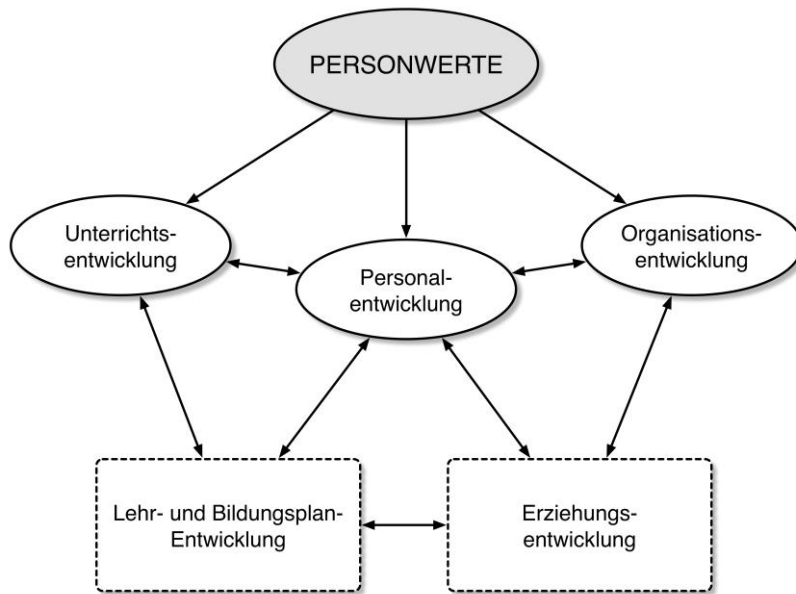 PERSONWERTE
Unterrichts-
entwicklung
Personal-
entwicklung
Organisations-
entwicklung
Lehr- und Bildungsplan-
Entwicklung
Erziehungs-
entwicklung